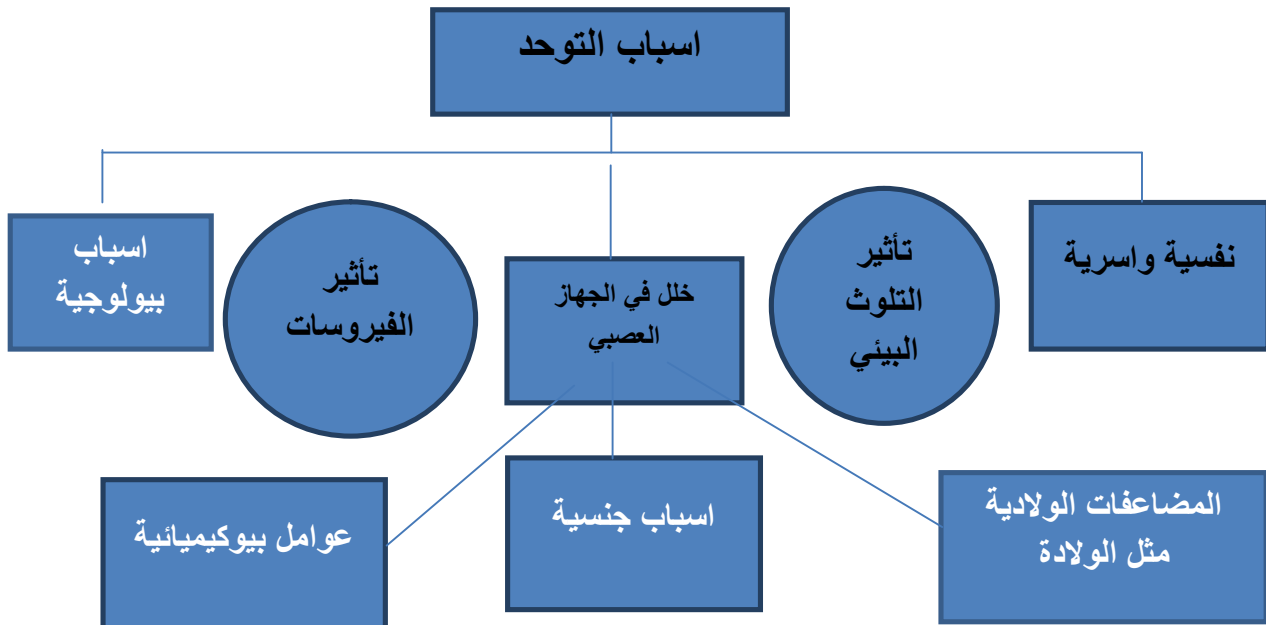 اسباب التوحد
نفسية واسرية
تأثير
التلوث
البيئي
خلل في الجهاز
العصبي
تأثير
الفيروسات
اسباب
بيولوجية
المضاعفات الولادية
مثل الولادة
اسباب جنسية
عوامل بيوكيميائية